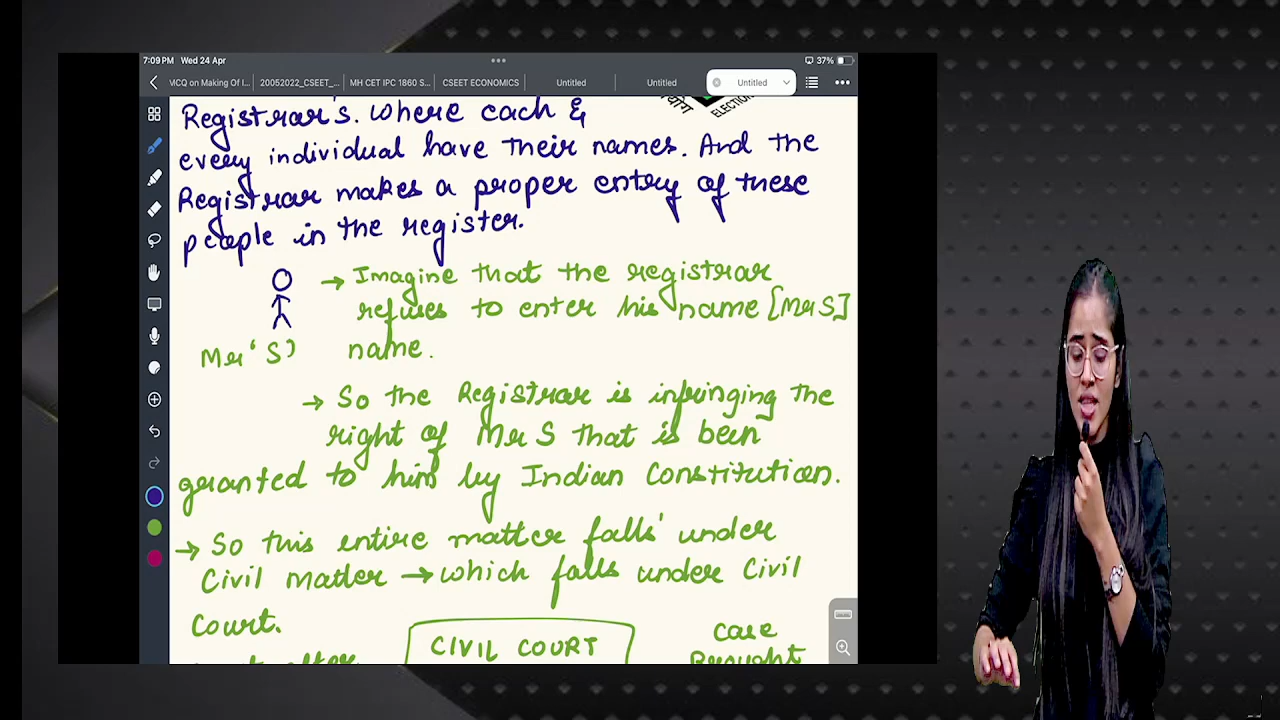 7:09 PM Wed 24 Apr
37%
MCQ on Making Of I...
20052022_CSEET_...
MH CET IPC 1860 S...
CSEET ECONOMICS
Untitled
Untitled
Untitled
ELECTION
Registrar's. where each &
every individual have their names. And the
Registrar makes a proper entry of these
people in the register.
→ Imagine that the registrar
refuses to enter his name [Mr S]
name.
Mr 'S'
→ So the Registrar is infringing the
right of Mr S that is been
granted to him by Indian Constitution.
→ So this entire matter falls under
Civil matter → which falls under Civil
Court.
CIVIL COURT
case
Brought